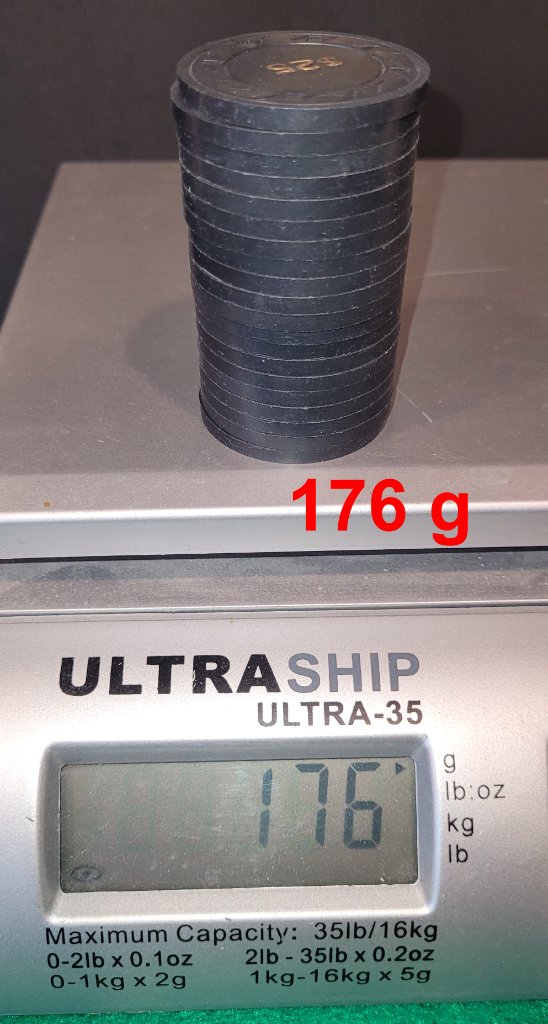 $25
176 g
ULTRASHIP
ULTRA-35
176
g
lb:oz
kg
lb
Maximum Capacity: 35lb/16kg
0-2lb x 0.1oz 2lb - 35lb x 0.2oz
0-1kg x 2g 1kg-16kg x 5g